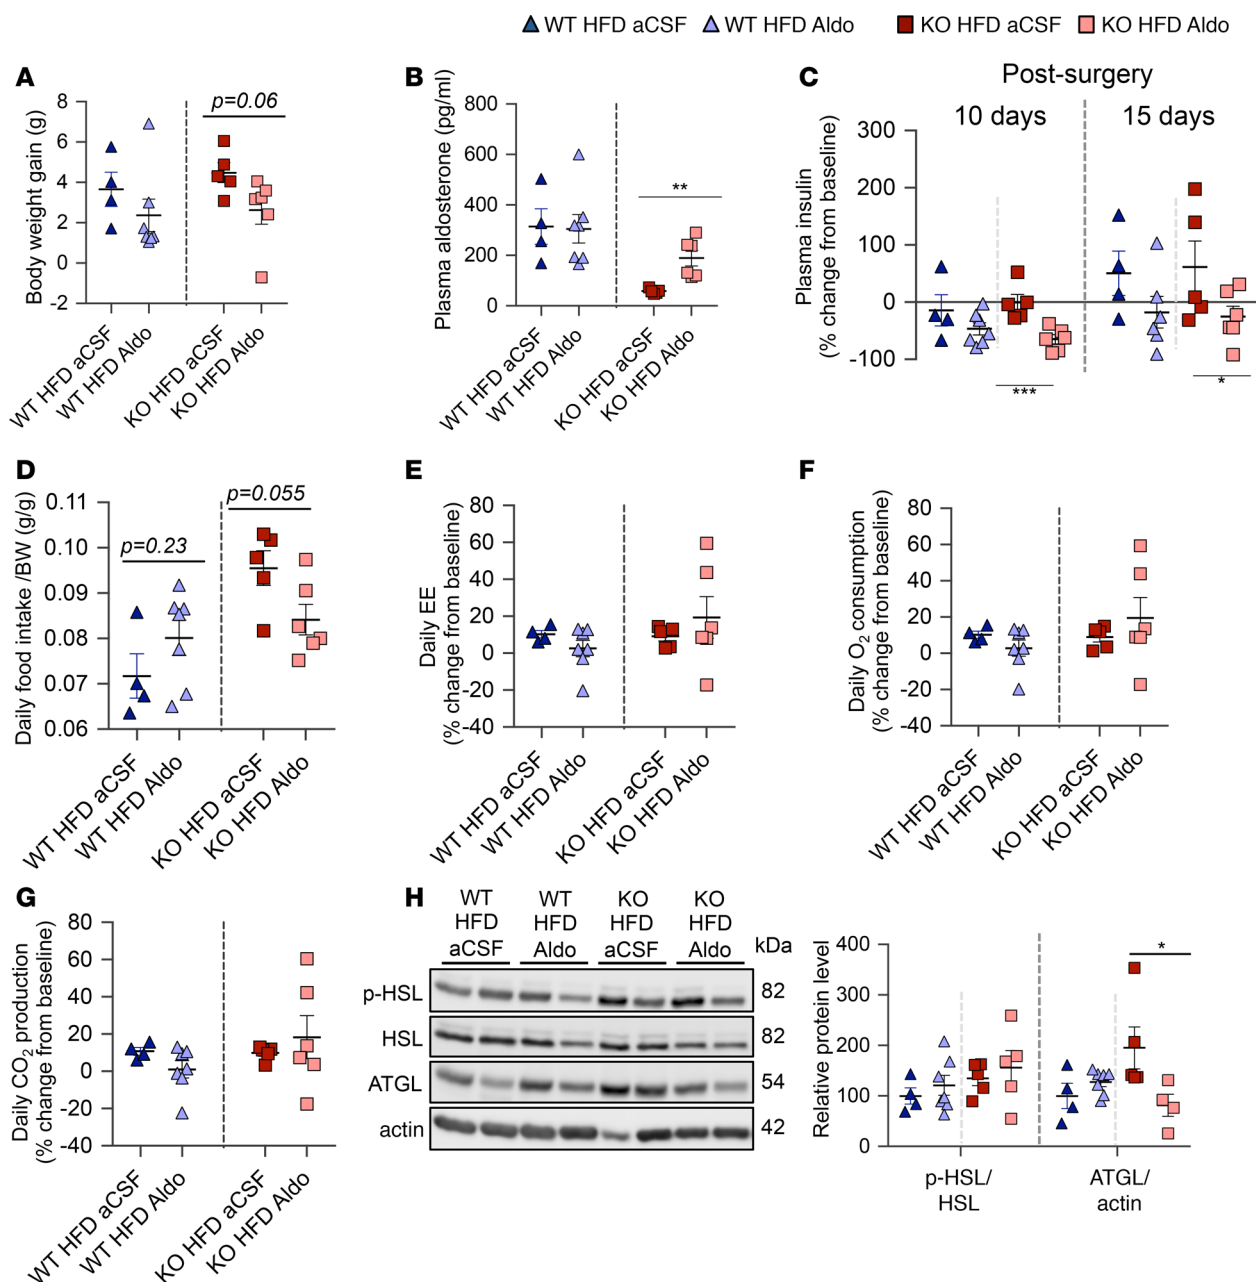 WT HFD aCSF WT HFD Aldo KO HFD aCSF KO HFD Aldo
A
Body weight gain (g)
8
6
4
2
0
-2
p=0.06
WT HFD aCSF
WT HFD Aldo
KO HFD aCSF
KO HFD Aldo
B
Plasma aldosterone (pg/ml)
800
600
400
200
0
**
WT HFD aCSF
WT HFD Aldo
KO HFD aCSF
KO HFD Aldo
C
Post-surgery
10 days 15 days
Plasma insulin
(% change from baseline)
300
200
100
0
-100
***
*
D
Daily food intake /BW (g/g)
0.11
0.10
0.09
0.08
0.07
0.06
p=0.23
p=0.055
WT HFD aCSF
WT HFD Aldo
KO HFD aCSF
KO HFD Aldo
E
Daily EE
(% change from baseline)
80
60
40
20
0
-20
-40
WT HFD aCSF
WT HFD Aldo
KO HFD aCSF
KO HFD Aldo
F
Daily O2 consumption
(% change from baseline)
80
60
40
20
0
-20
-40
WT HFD aCSF
WT HFD Aldo
KO HFD aCSF
KO HFD Aldo
G
Daily CO2 production
(% change from baseline)
80
60
40
20
0
-20
-40
WT HFD aCSF
WT HFD Aldo
KO HFD aCSF
KO HFD Aldo
H
WT WT KO KO
HFD HFD HFD HFD
aCSF Aldo aCSF Aldo kDa
p-HSL 82
HSL 82
ATGL 54
actin 42
Relative protein level
400
300
200
100
0
*
p-HSL/ ATGL/
HSL actin